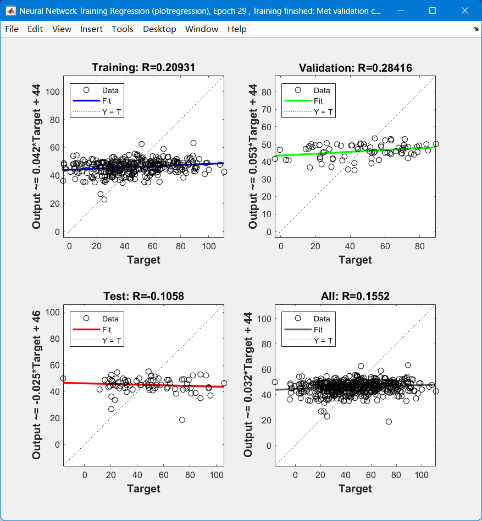 Neural Network Training Regression (plotregression), Epoch 29 , Training finished: Met validation c...
File Edit View Insert Tools Desktop Window Help
Training: R=0.20931
Data
Fit
Y = T
Output ~= 0.042*Target + 44
100
80
60
40
20
0
0 20 40 60 80 100
Target
Validation: R=0.28416
Data
Fit
Y = T
Output ~= 0.053*Target + 44
80
70
60
50
40
30
20
10
0
0 20 40 60 80
Target
Test: R=-0.1058
Data
Fit
Y = T
Output ~= -0.025*Target + 46
100
80
60
40
20
0
0 20 40 60 80 100
Target
All: R=0.1552
Data
Fit
Y = T
Output ~= 0.032*Target + 44
100
80
60
40
20
0
0 20 40 60 80 100
Target